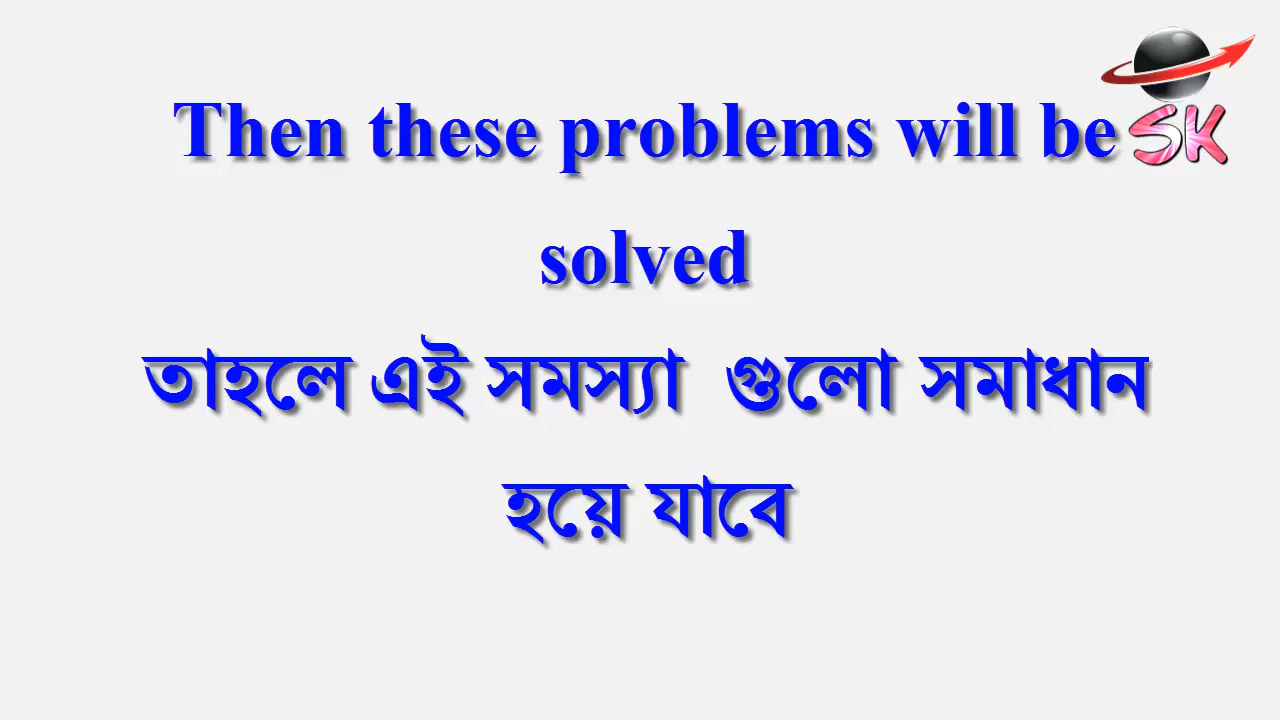 Then these problems will be
SK
solved
তাহলে এই সমস্যা গুলো সমাধান
হয়ে যাবে